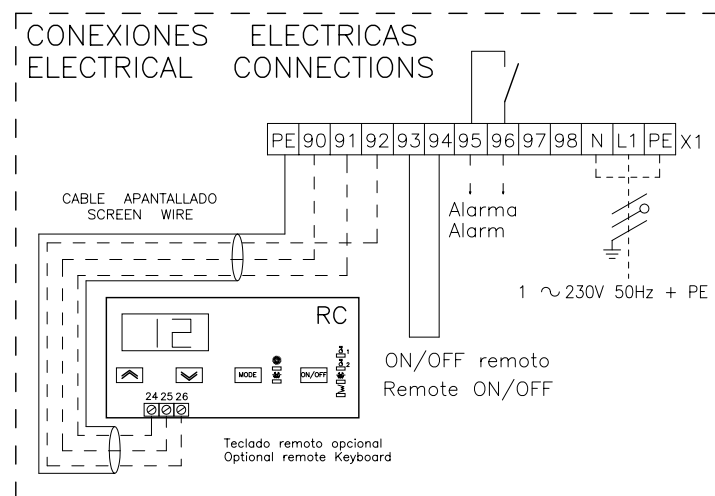 CONEXIONES ELECTRICAS
ELECTRICAL CONNECTIONS
PE 90 91 92 93 94 95 96 97 98 N L1 PE X1
CABLE APANTALLADO
SCREEN WIRE
Alarma
Alarm
1 ~ 230V 50Hz + PE
RC
12
MODE
ON/OFF
1
2
24 25 26
ON/OFF remoto
Remote ON/OFF
Teclado remoto opcional
Optional remote Keyboard